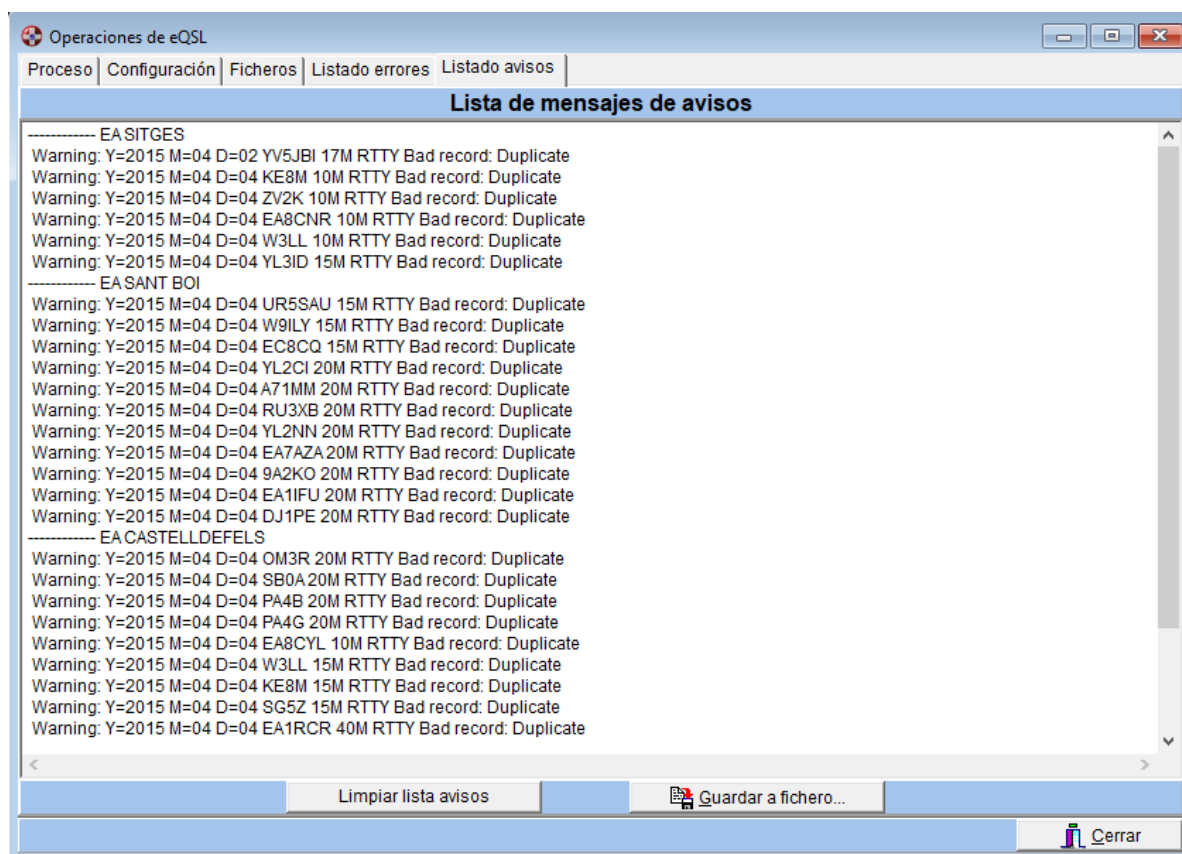 Operaciones de eQSL
Proceso Configuración Ficheros Listado errores Listado avisos
Lista de mensajes de avisos
------------ EA SITGES
Warning: Y=2015 M=04 D=02 YV5JBI 17M RTTY Bad record: Duplicate
Warning: Y=2015 M=04 D=04 KE8M 10M RTTY Bad record: Duplicate
Warning: Y=2015 M=04 D=04 ZV2K 10M RTTY Bad record: Duplicate
Warning: Y=2015 M=04 D=04 EA8CNR 10M RTTY Bad record: Duplicate
Warning: Y=2015 M=04 D=04 W3LL 10M RTTY Bad record: Duplicate
Warning: Y=2015 M=04 D=04 YL3ID 15M RTTY Bad record: Duplicate
------------ EA SANT BOI
Warning: Y=2015 M=04 D=04 UR5SAU 15M RTTY Bad record: Duplicate
Warning: Y=2015 M=04 D=04 W9ILY 15M RTTY Bad record: Duplicate
Warning: Y=2015 M=04 D=04 EC8CQ 15M RTTY Bad record: Duplicate
Warning: Y=2015 M=04 D=04 YL2CI 20M RTTY Bad record: Duplicate
Warning: Y=2015 M=04 D=04 A71MM 20M RTTY Bad record: Duplicate
Warning: Y=2015 M=04 D=04 RU3XB 20M RTTY Bad record: Duplicate
Warning: Y=2015 M=04 D=04 YL2NN 20M RTTY Bad record: Duplicate
Warning: Y=2015 M=04 D=04 EA7AZA 20M RTTY Bad record: Duplicate
Warning: Y=2015 M=04 D=04 9A2KO 20M RTTY Bad record: Duplicate
Warning: Y=2015 M=04 D=04 EA1IFU 20M RTTY Bad record: Duplicate
Warning: Y=2015 M=04 D=04 DJ1PE 20M RTTY Bad record: Duplicate
------------ EA CASTELLDEFELS
Warning: Y=2015 M=04 D=04 OM3R 20M RTTY Bad record: Duplicate
Warning: Y=2015 M=04 D=04 SB0A 20M RTTY Bad record: Duplicate
Warning: Y=2015 M=04 D=04 PA4B 20M RTTY Bad record: Duplicate
Warning: Y=2015 M=04 D=04 PA4G 20M RTTY Bad record: Duplicate
Warning: Y=2015 M=04 D=04 EA8CYL 10M RTTY Bad record: Duplicate
Warning: Y=2015 M=04 D=04 W3LL 15M RTTY Bad record: Duplicate
Warning: Y=2015 M=04 D=04 KE8M 15M RTTY Bad record: Duplicate
Warning: Y=2015 M=04 D=04 SG5Z 15M RTTY Bad record: Duplicate
Warning: Y=2015 M=04 D=04 EA1RCR 40M RTTY Bad record: Duplicate
Limpiar lista avisos Guardar a fichero...
Cerrar